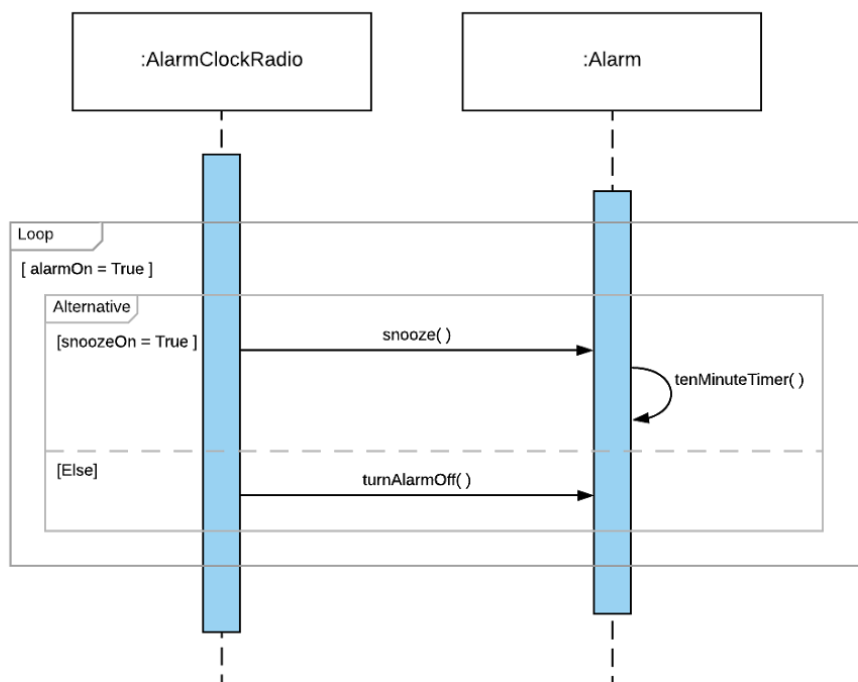 :AlarmClockRadio
:Alarm
Loop
[ alarmOn = True ]
Alternative
[snoozeOn = True ]
snooze( )
tenMinuteTimer( )
[Else]
turnAlarmOff( )